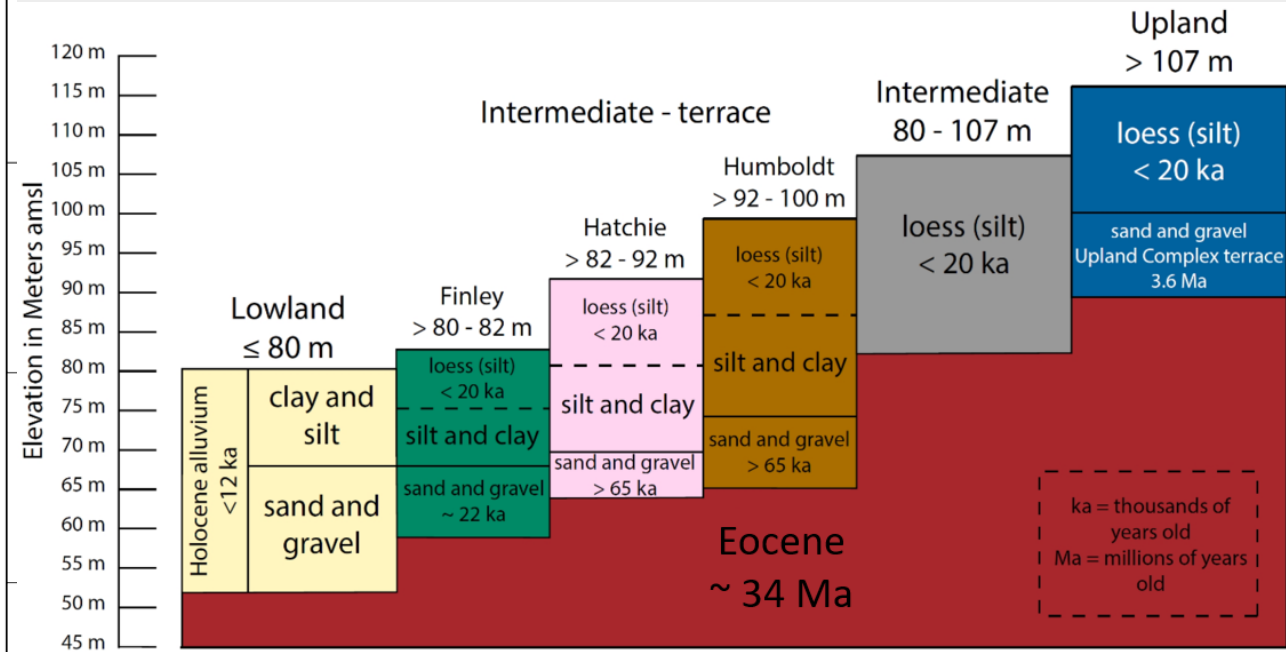 Elevation in Meters amsl
120 m
115 m
110 m
105 m
100 m
95 m
90 m
85 m
80 m
75 m
70 m
65 m
60 m
55 m
50 m
45 m
Intermediate - terrace
Lowland
≤ 80 m
Holocene alluvium
<12 ka
clay and
silt
sand and
gravel
Finley
> 80 - 82 m
loess (silt)
< 20 ka
silt and clay
sand and gravel
~ 22 ka
Hatchie
> 82 - 92 m
loess (silt)
< 20 ka
silt and clay
sand and gravel
> 65 ka
Humboldt
> 92 - 100 m
loess (silt)
< 20 ka
silt and clay
sand and gravel
> 65 ka
Intermediate
80 - 107 m
loess (silt)
< 20 ka
Upland
> 107 m
loess (silt)
< 20 ka
sand and gravel
Upland Complex terrace
3.6 Ma
Eocene
~ 34 Ma
ka = thousands of
years old
Ma = millions of years
old